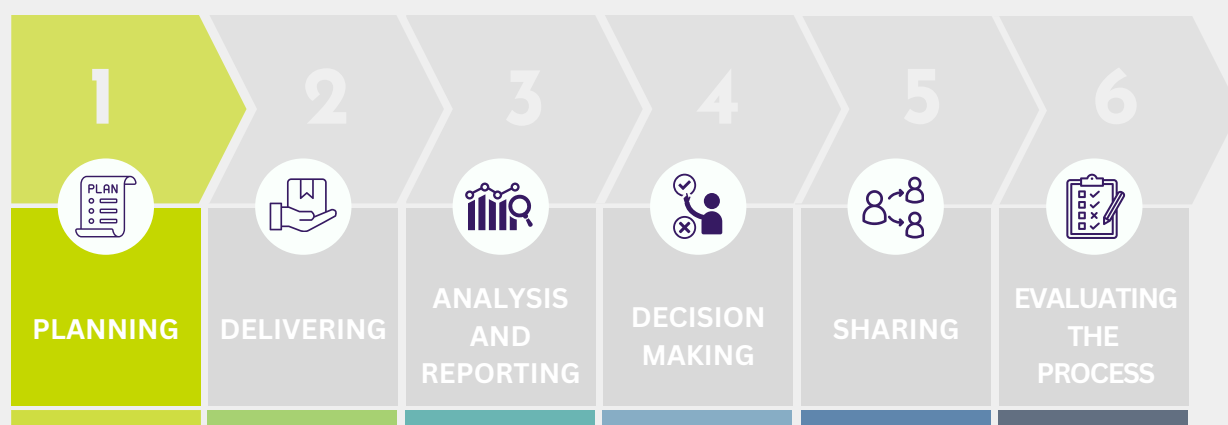 1
2
3
4
5
6
PLAN
PLANNING
DELIVERING
ANALYSIS
AND
REPORTING
DECISION
MAKING
SHARING
EVALUATING
THE
PROCESS